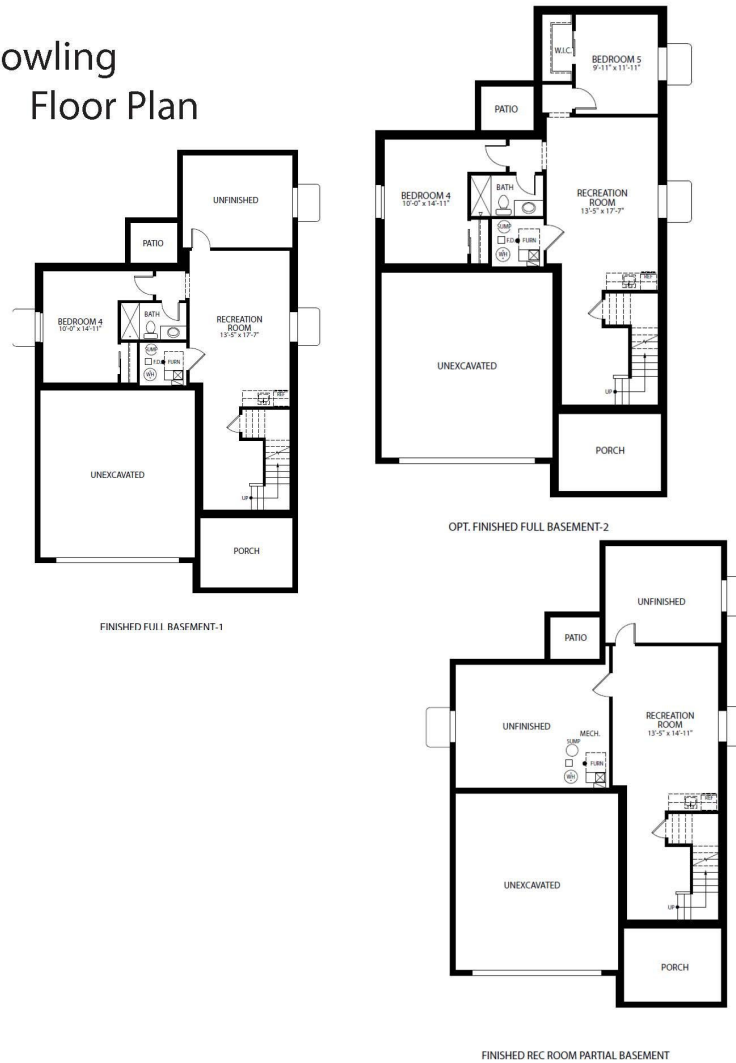 owling
Floor Plan
UNFINISHED
PATIO
BEDROOM 4
10'-0" x 14'-11"
BATH
RECREATION
ROOM
13'-5" x 17'-7"
SUMP
F.D.
FURN
WH
REF
UNEXCAVATED
UP
PORCH
FINISHED FULL BASEMENT-1
W.I.C.
BEDROOM 5
9'-11" x 11'-11"
PATIO
BEDROOM 4
10'-0" x 14'-11"
BATH
RECREATION
ROOM
13'-5" x 17'-7"
SUMP
F.D.
FURN
WH
REF
UNEXCAVATED
UP
PORCH
OPT. FINISHED FULL BASEMENT-2
UNFINISHED
PATIO
UNFINISHED
RECREATION
ROOM
13'-5" x 14'-11"
MECH.
SUMP
FURN
WH
REF
UNEXCAVATED
UP
PORCH
FINISHED REC ROOM PARTIAL BASEMENT